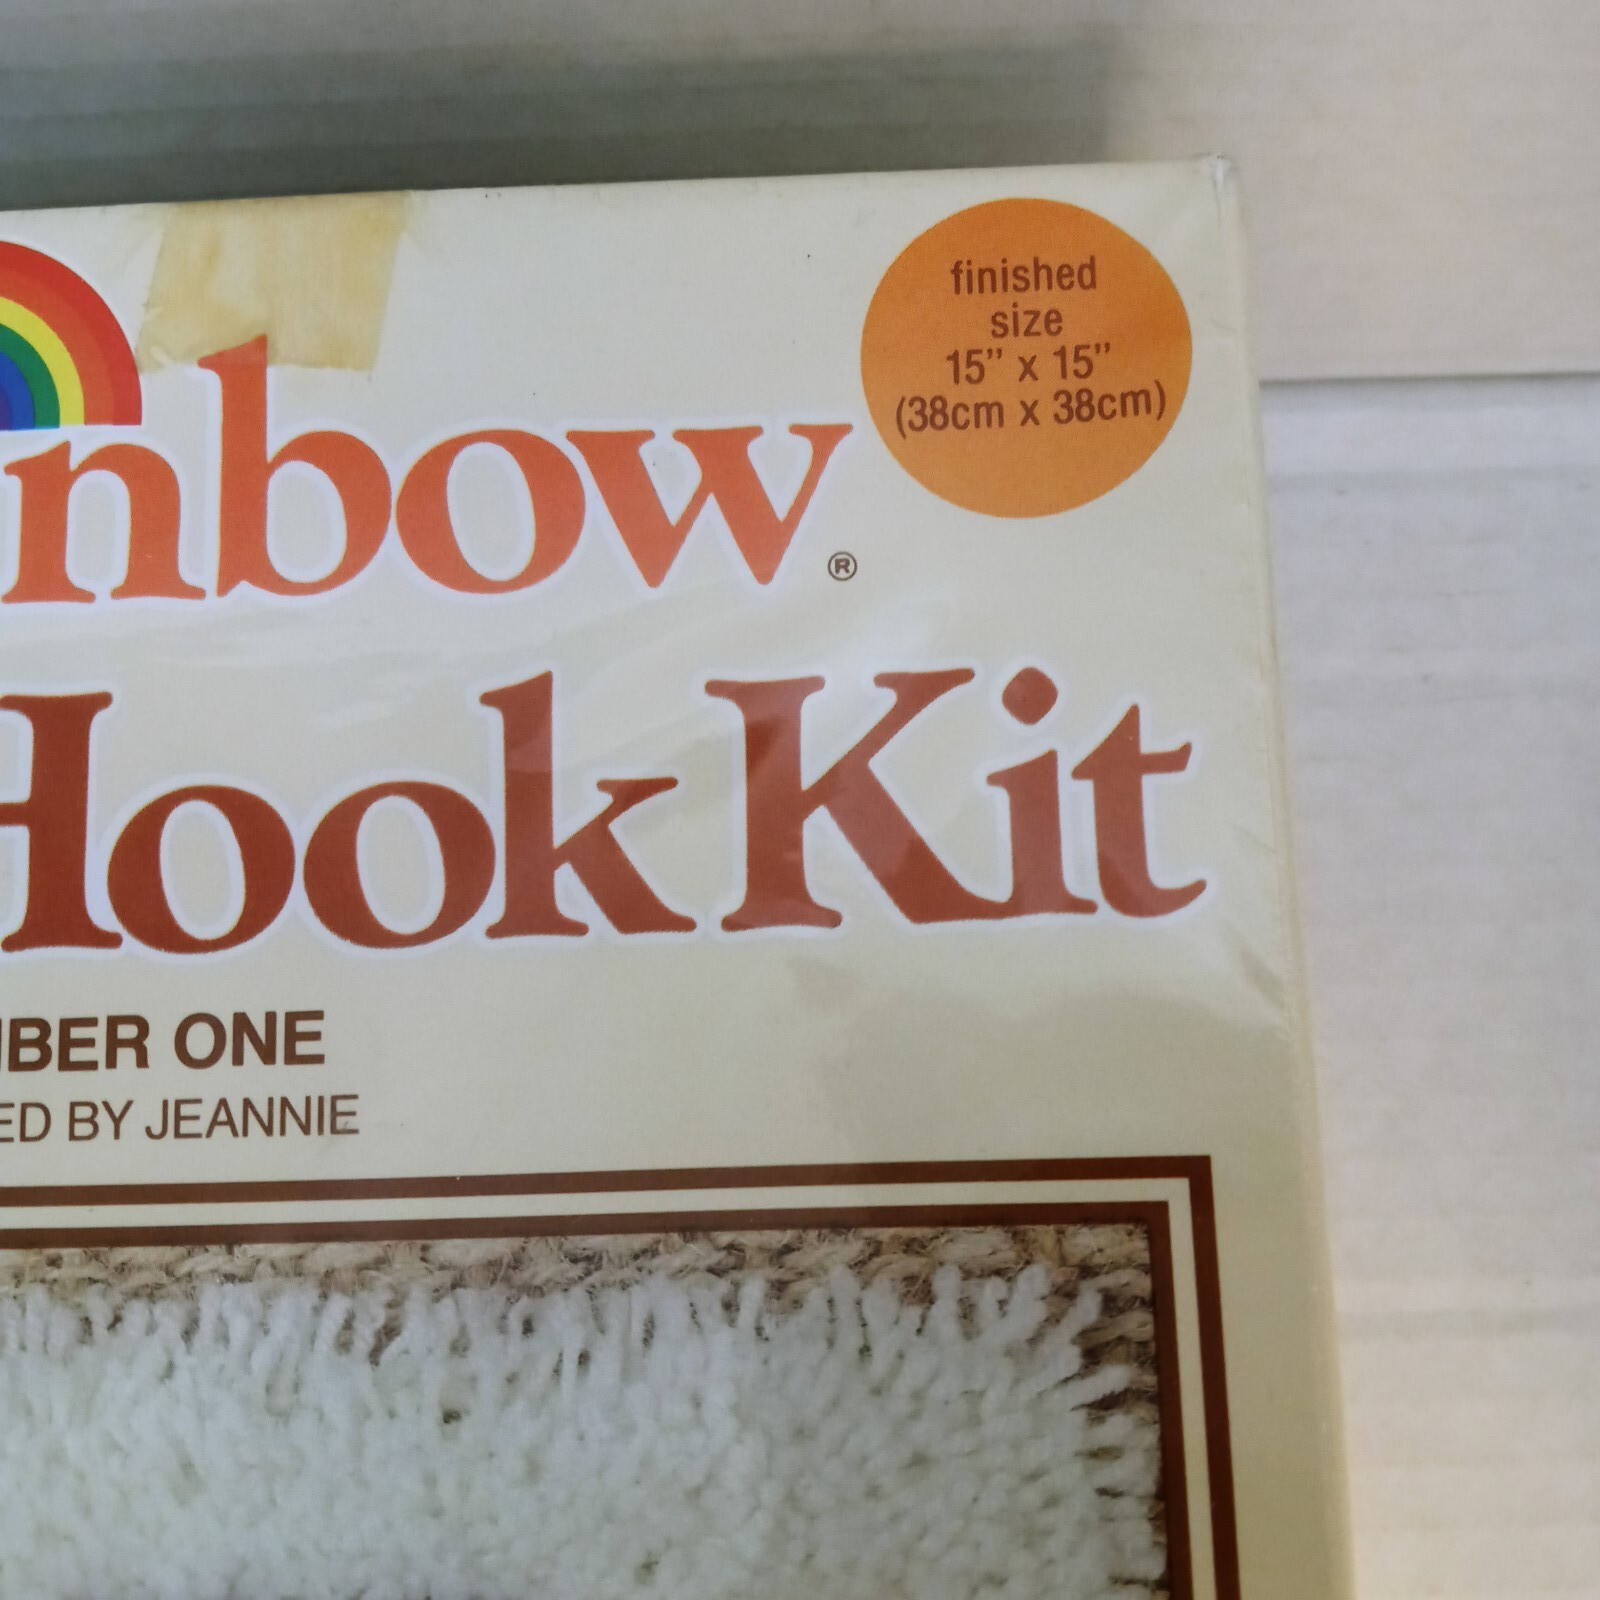 finished
size
15" x 15"
(38cm x 38cm)
nbow®
Hook Kit
BER ONE
ED BY JEANNIE